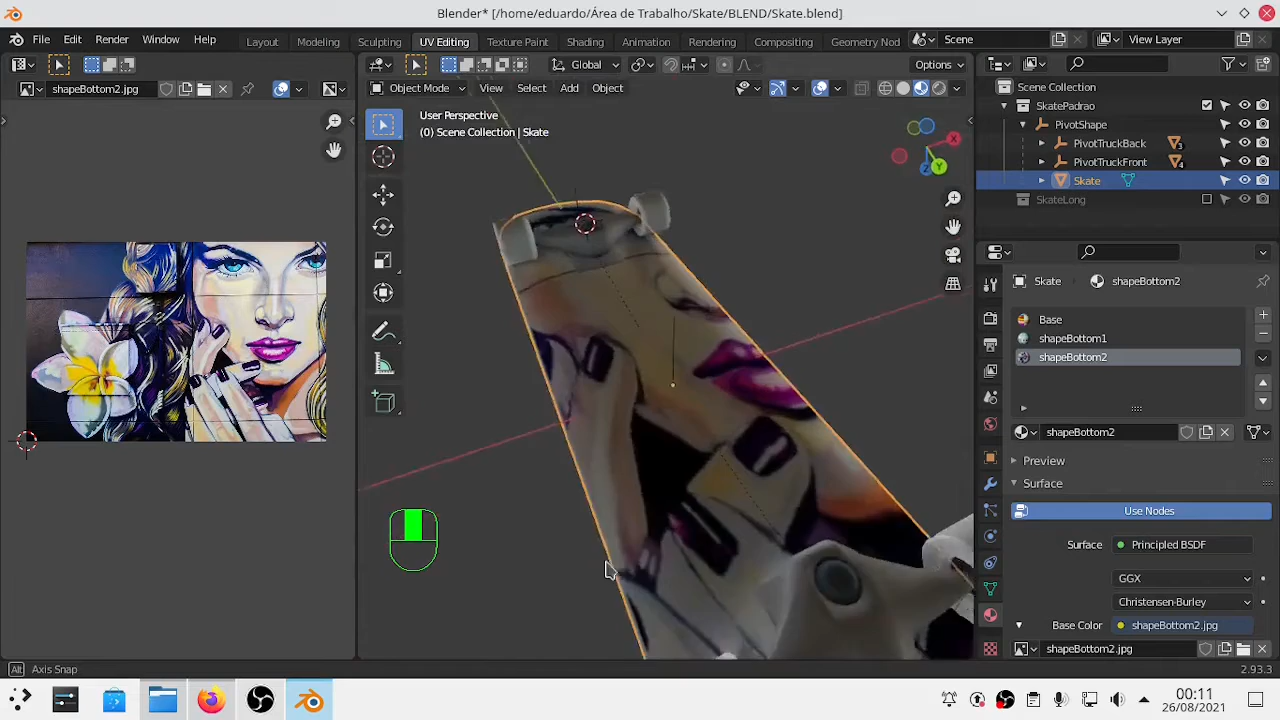 Blender* [/home/eduardo/Área de Trabalho/Skate/BLEND/Skate.blend]
File Edit Render Window Help
Layout Modeling Sculpting UV Editing Texture Paint Shading Animation Rendering Compositing Geometry Nod
Scene View Layer
Global Options
shapeBottom2.jpg
Object Mode View Select Add Object
User Perspective
(0) Scene Collection | Skate
X
Y
Z
Scene Collection
SkatePadrao
PivotShape
PivotTruckBack 3
PivotTruckFront 4
Skate
SkateLong
Skate shapeBottom2
Base
shapeBottom1
shapeBottom2
shapeBottom2
Preview
Surface
Use Nodes
Surface Principled BSDF
GGX
Christensen-Burley
Base Color shapeBottom2.jpg
shapeBottom2.jpg
Alt Axis Snap
2.93.3
00:11
26/08/2021